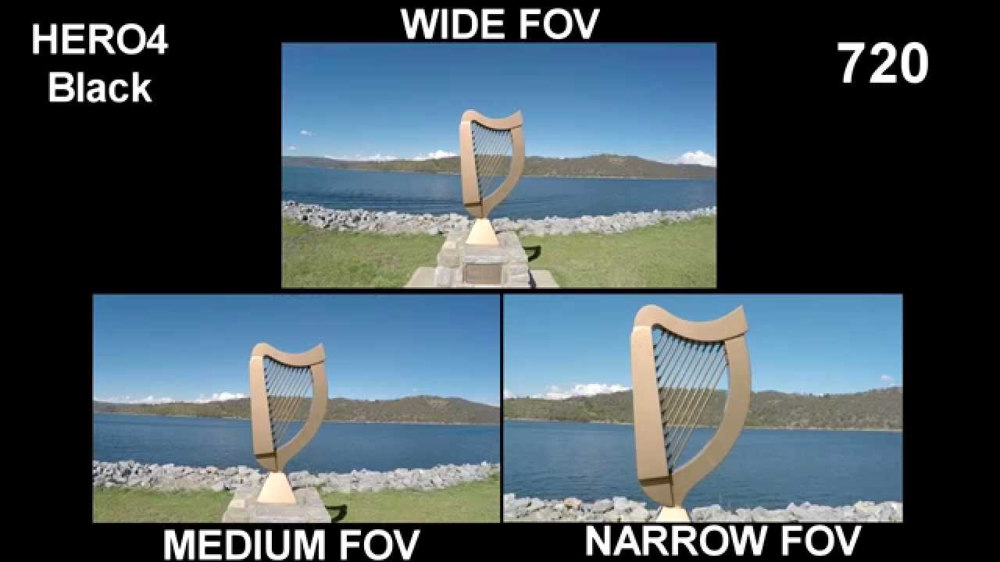 WIDE FOV
HERO4
Black
720
MEDIUM FOV
NARROW FOV